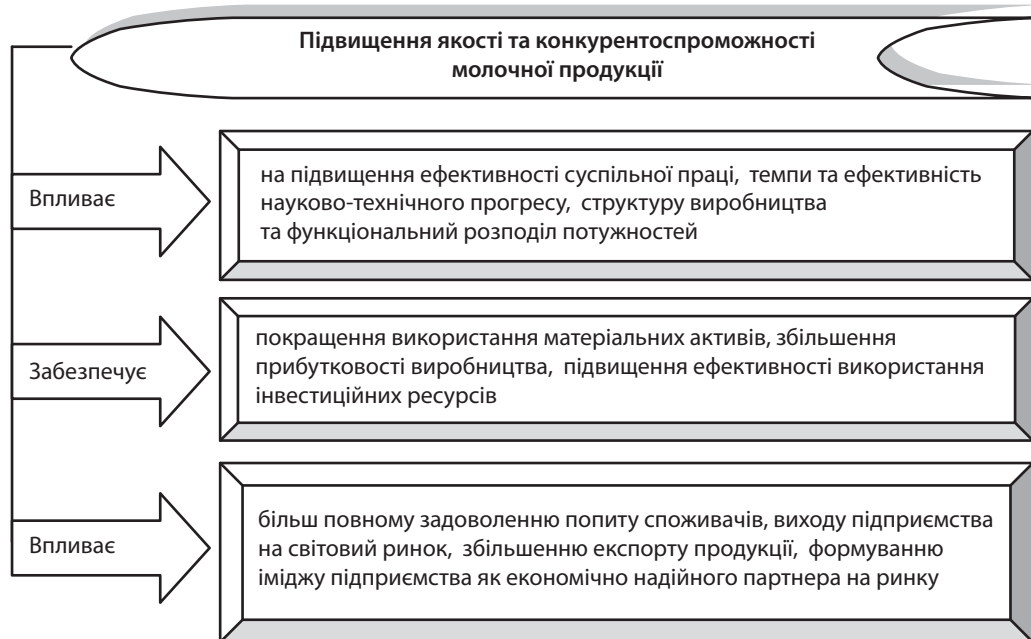 Підвищення якості та конкурентоспроможності
молочної продукції
Впливає
на підвищення ефективності суспільної праці, темпи та ефективність
науково-технічного прогресу, структуру виробництва
та функціональний розподіл потужностей
Забезпечує
покращення використання матеріальних активів, збільшення
прибутковості виробництва, підвищення ефективності використання
інвестиційних ресурсів
Впливає
більш повному задоволенню попиту споживачів, виходу підприємства
на світовий ринок, збільшенню експорту продукції, формуванню
іміджу підприємства як економічно надійного партнера на ринку